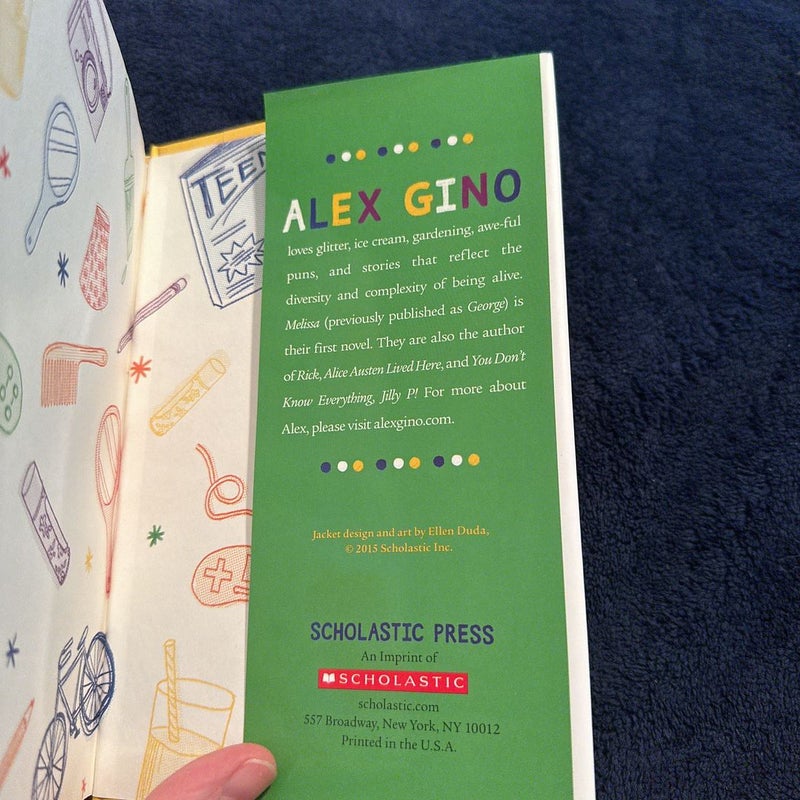 TEEN
ALEX GINO
loves glitter, ice cream, gardening, awe-ful
puns, and stories that reflect the
diversity and complexity of being alive.
Melissa (previously published as George) is
their first novel. They are also the author
of Rick, Alice Austen Lived Here, and You Don't
Know Everything, Jilly P! For more about
Alex, please visit alexgino.com.
Jacket design and art by Ellen Duda,
© 2015 Scholastic Inc.
SCHOLASTIC PRESS
An Imprint of
SCHOLASTIC
scholastic.com
557 Broadway, New York, NY 10012
Printed in the U.S.A.